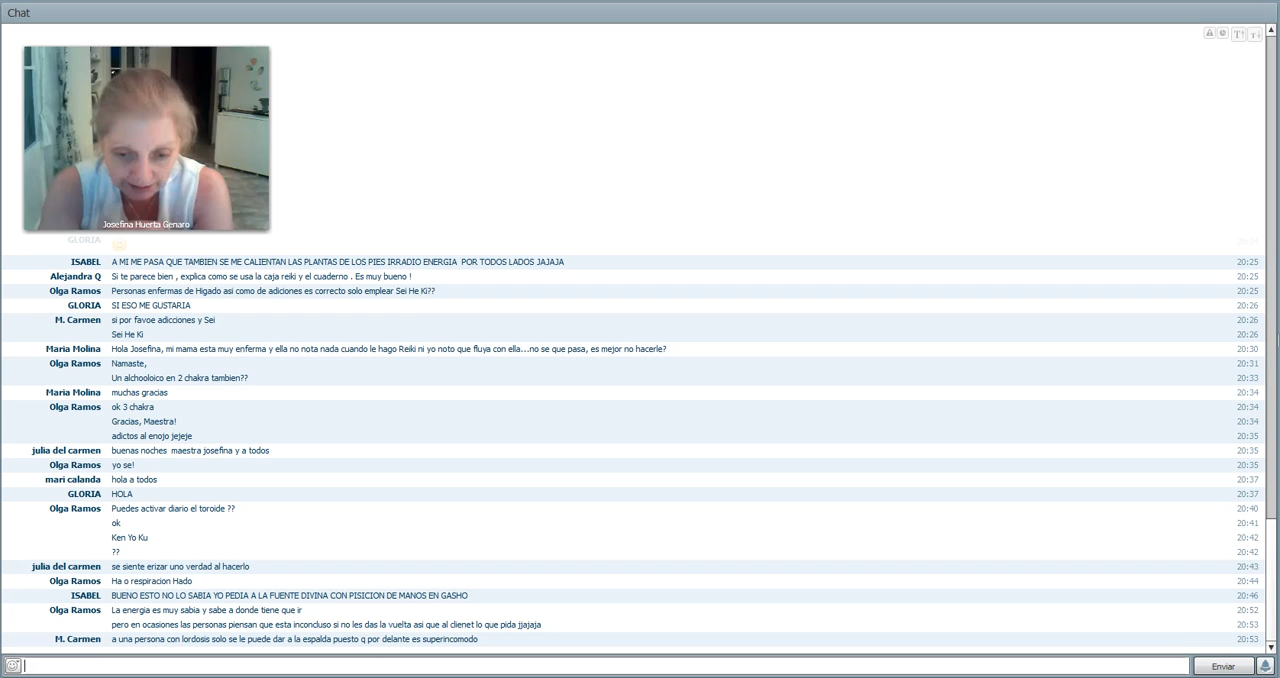 Chat
Josefina Huerta Genaro
GLORIA 20:24
ISABEL A MI ME PASA QUE TAMBIEN SE ME CALIENTAN LAS PLANTAS DE LOS PIES IRRADIO ENERGIA POR TODOS LADOS JAJAJA 20:25
Alejandra Q Si te parece bien , explica como se usa la caja reiki y el cuaderno . Es muy bueno ! 20:25
Olga Ramos Personas enfermas de Higado asi como de adiciones es correcto solo emplear Sei He Ki?? 20:25
GLORIA SI ESO ME GUSTARIA 20:26
M. Carmen si por favoe adicciones y Sei 20:26
Sei He Ki 20:26
Maria Molina Hola Josefina, mi mama esta muy enferma y ella no nota nada cuando le hago Reiki ni yo noto que fluya con ella...no se que pasa, es mejor no hacerle? 20:30
Olga Ramos Namaste, 20:31
Un alchooloico en 2 chakra tambien?? 20:33
Maria Molina muchas gracias 20:34
Olga Ramos ok 3 chakra 20:34
Gracias, Maestra! 20:34
adictos al enojo jejeje 20:35
julia del carmen buenas noches maestra josefina y a todos 20:35
Olga Ramos yo se! 20:35
mari calanda hola a todos 20:37
GLORIA HOLA 20:37
Olga Ramos Puedes activar diario el toroide ?? 20:40
ok 20:41
Ken Yo Ku 20:42
?? 20:42
julia del carmen se siente erizar uno verdad al hacerlo 20:43
Olga Ramos Ha o respiracion Hado 20:44
ISABEL BUENO ESTO NO LO SABIA YO PEDIA A LA FUENTE DIVINA CON PISICION DE MANOS EN GASHO 20:46
Olga Ramos La energia es muy sabia y sabe a donde tiene que ir 20:52
pero en ocasiones las personas piensan que esta inconcluso si no les das la vuelta asi que al clienet lo que pida jjajaja 20:53
M. Carmen a una persona con lordosis solo se le puede dar a la espalda puesto q por delante es superincomodo 20:53
Enviar